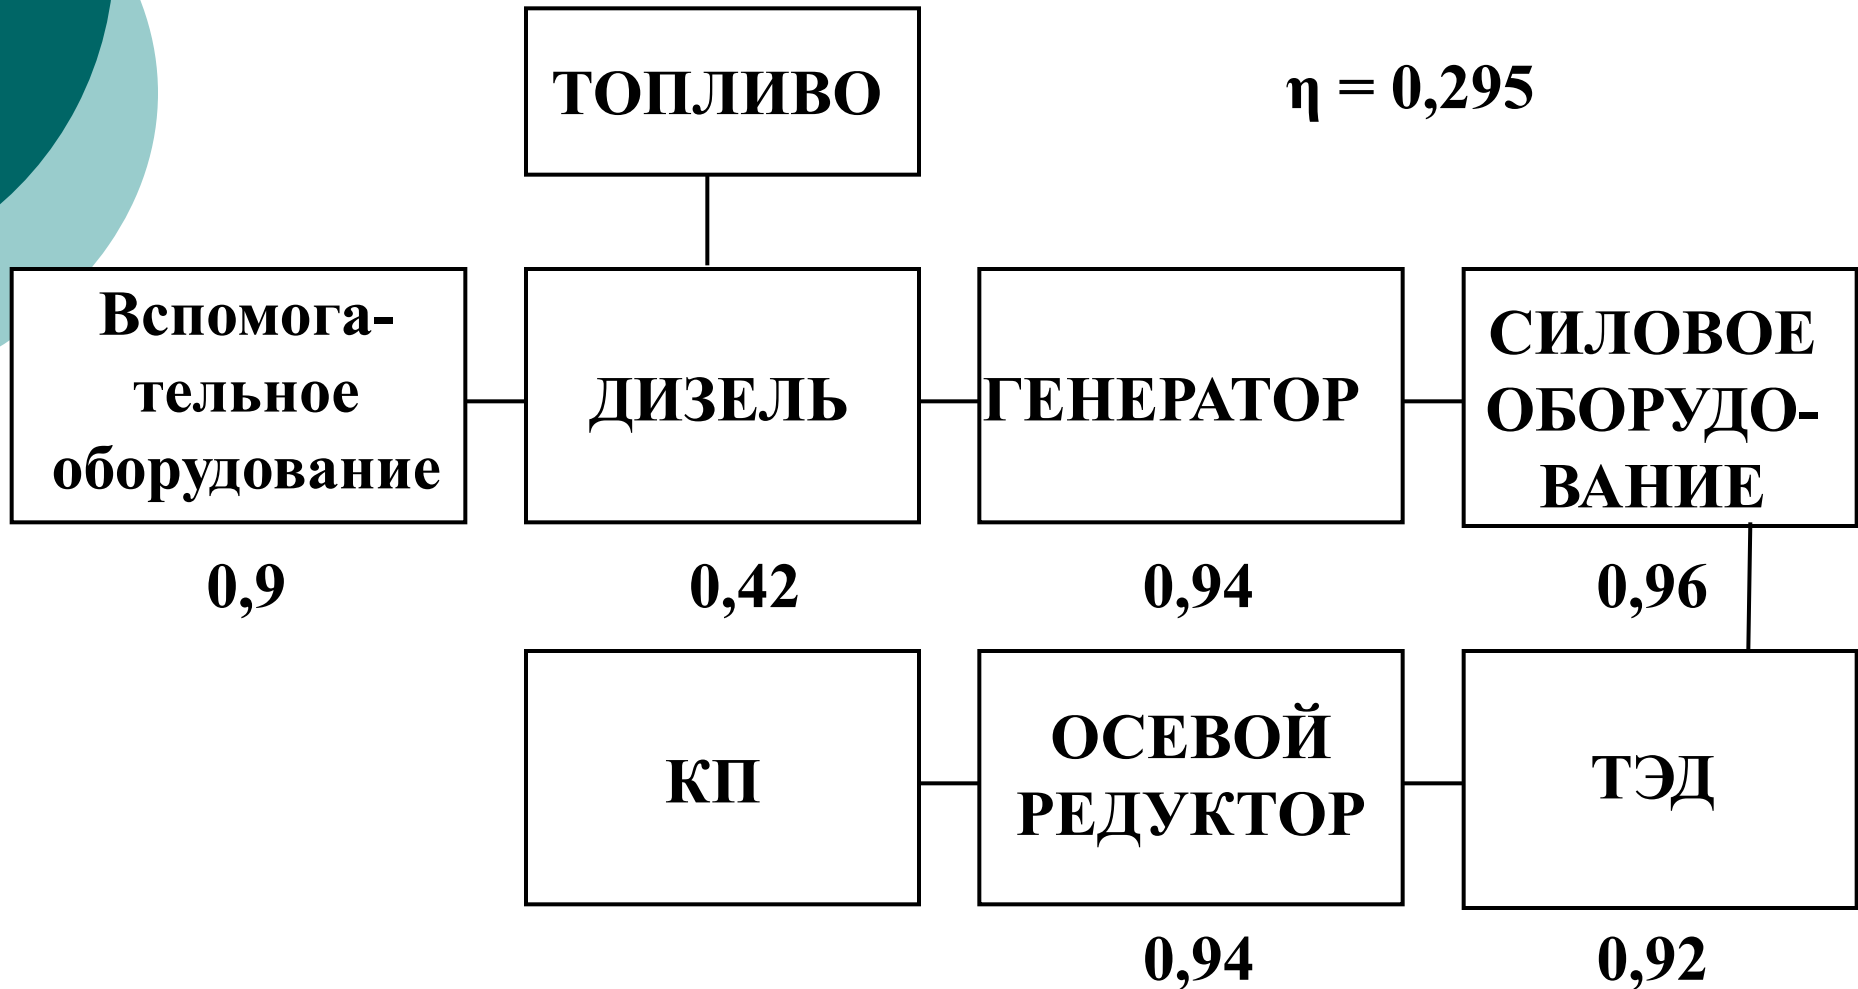 ТОПЛИВО
η = 0,295
Вспомога-
тельное
оборудование
ДИЗЕЛЬ
ГЕНЕРАТОР
СИЛОВОЕ
ОБОРУДО-
ВАНИЕ
0,9
0,42
0,94
0,96
КП
ОСЕВОЙ
РЕДУКТОР
ТЭД
0,94
0,92